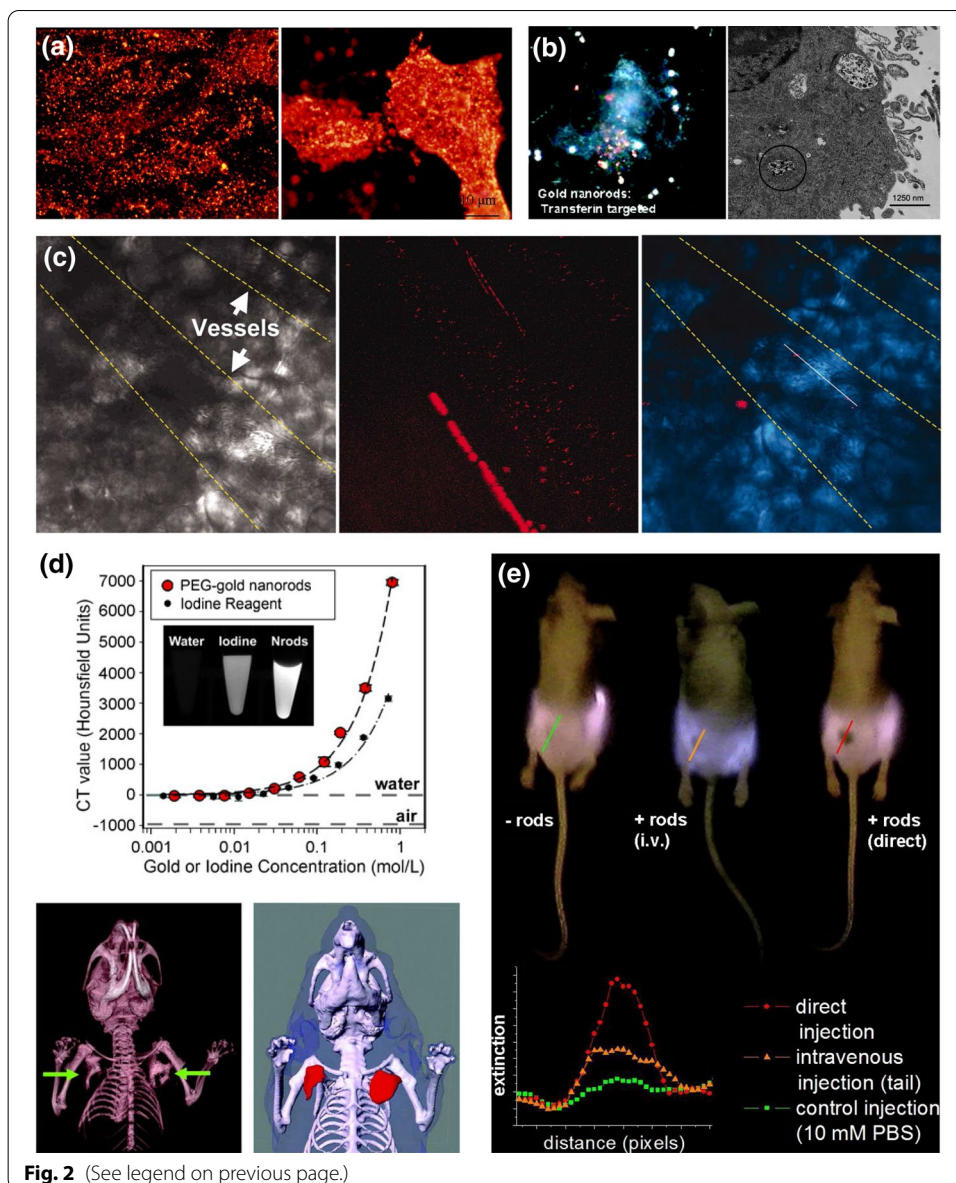 (a)
10 μm
(b)
Gold nanorods:
Transferin targeted
1250 nm
(c)
Vessels
(d)
CT value (Hounsfield Units)
7000
6000
5000
4000
3000
2000
1000
0
-1000
PEG-gold nanorods
Iodine Reagent
Water Iodine Nrods
water
air
0.001 0.01 0.1 1
Gold or Iodine Concentration (mol/L)
(e)
- rods
+ rods
(i.v.)
+ rods
(direct)
extinction
distance (pixels)
direct
injection
intravenous
injection (tail)
control injection
(10 mM PBS)
Fig. 2 (See legend on previous page.)